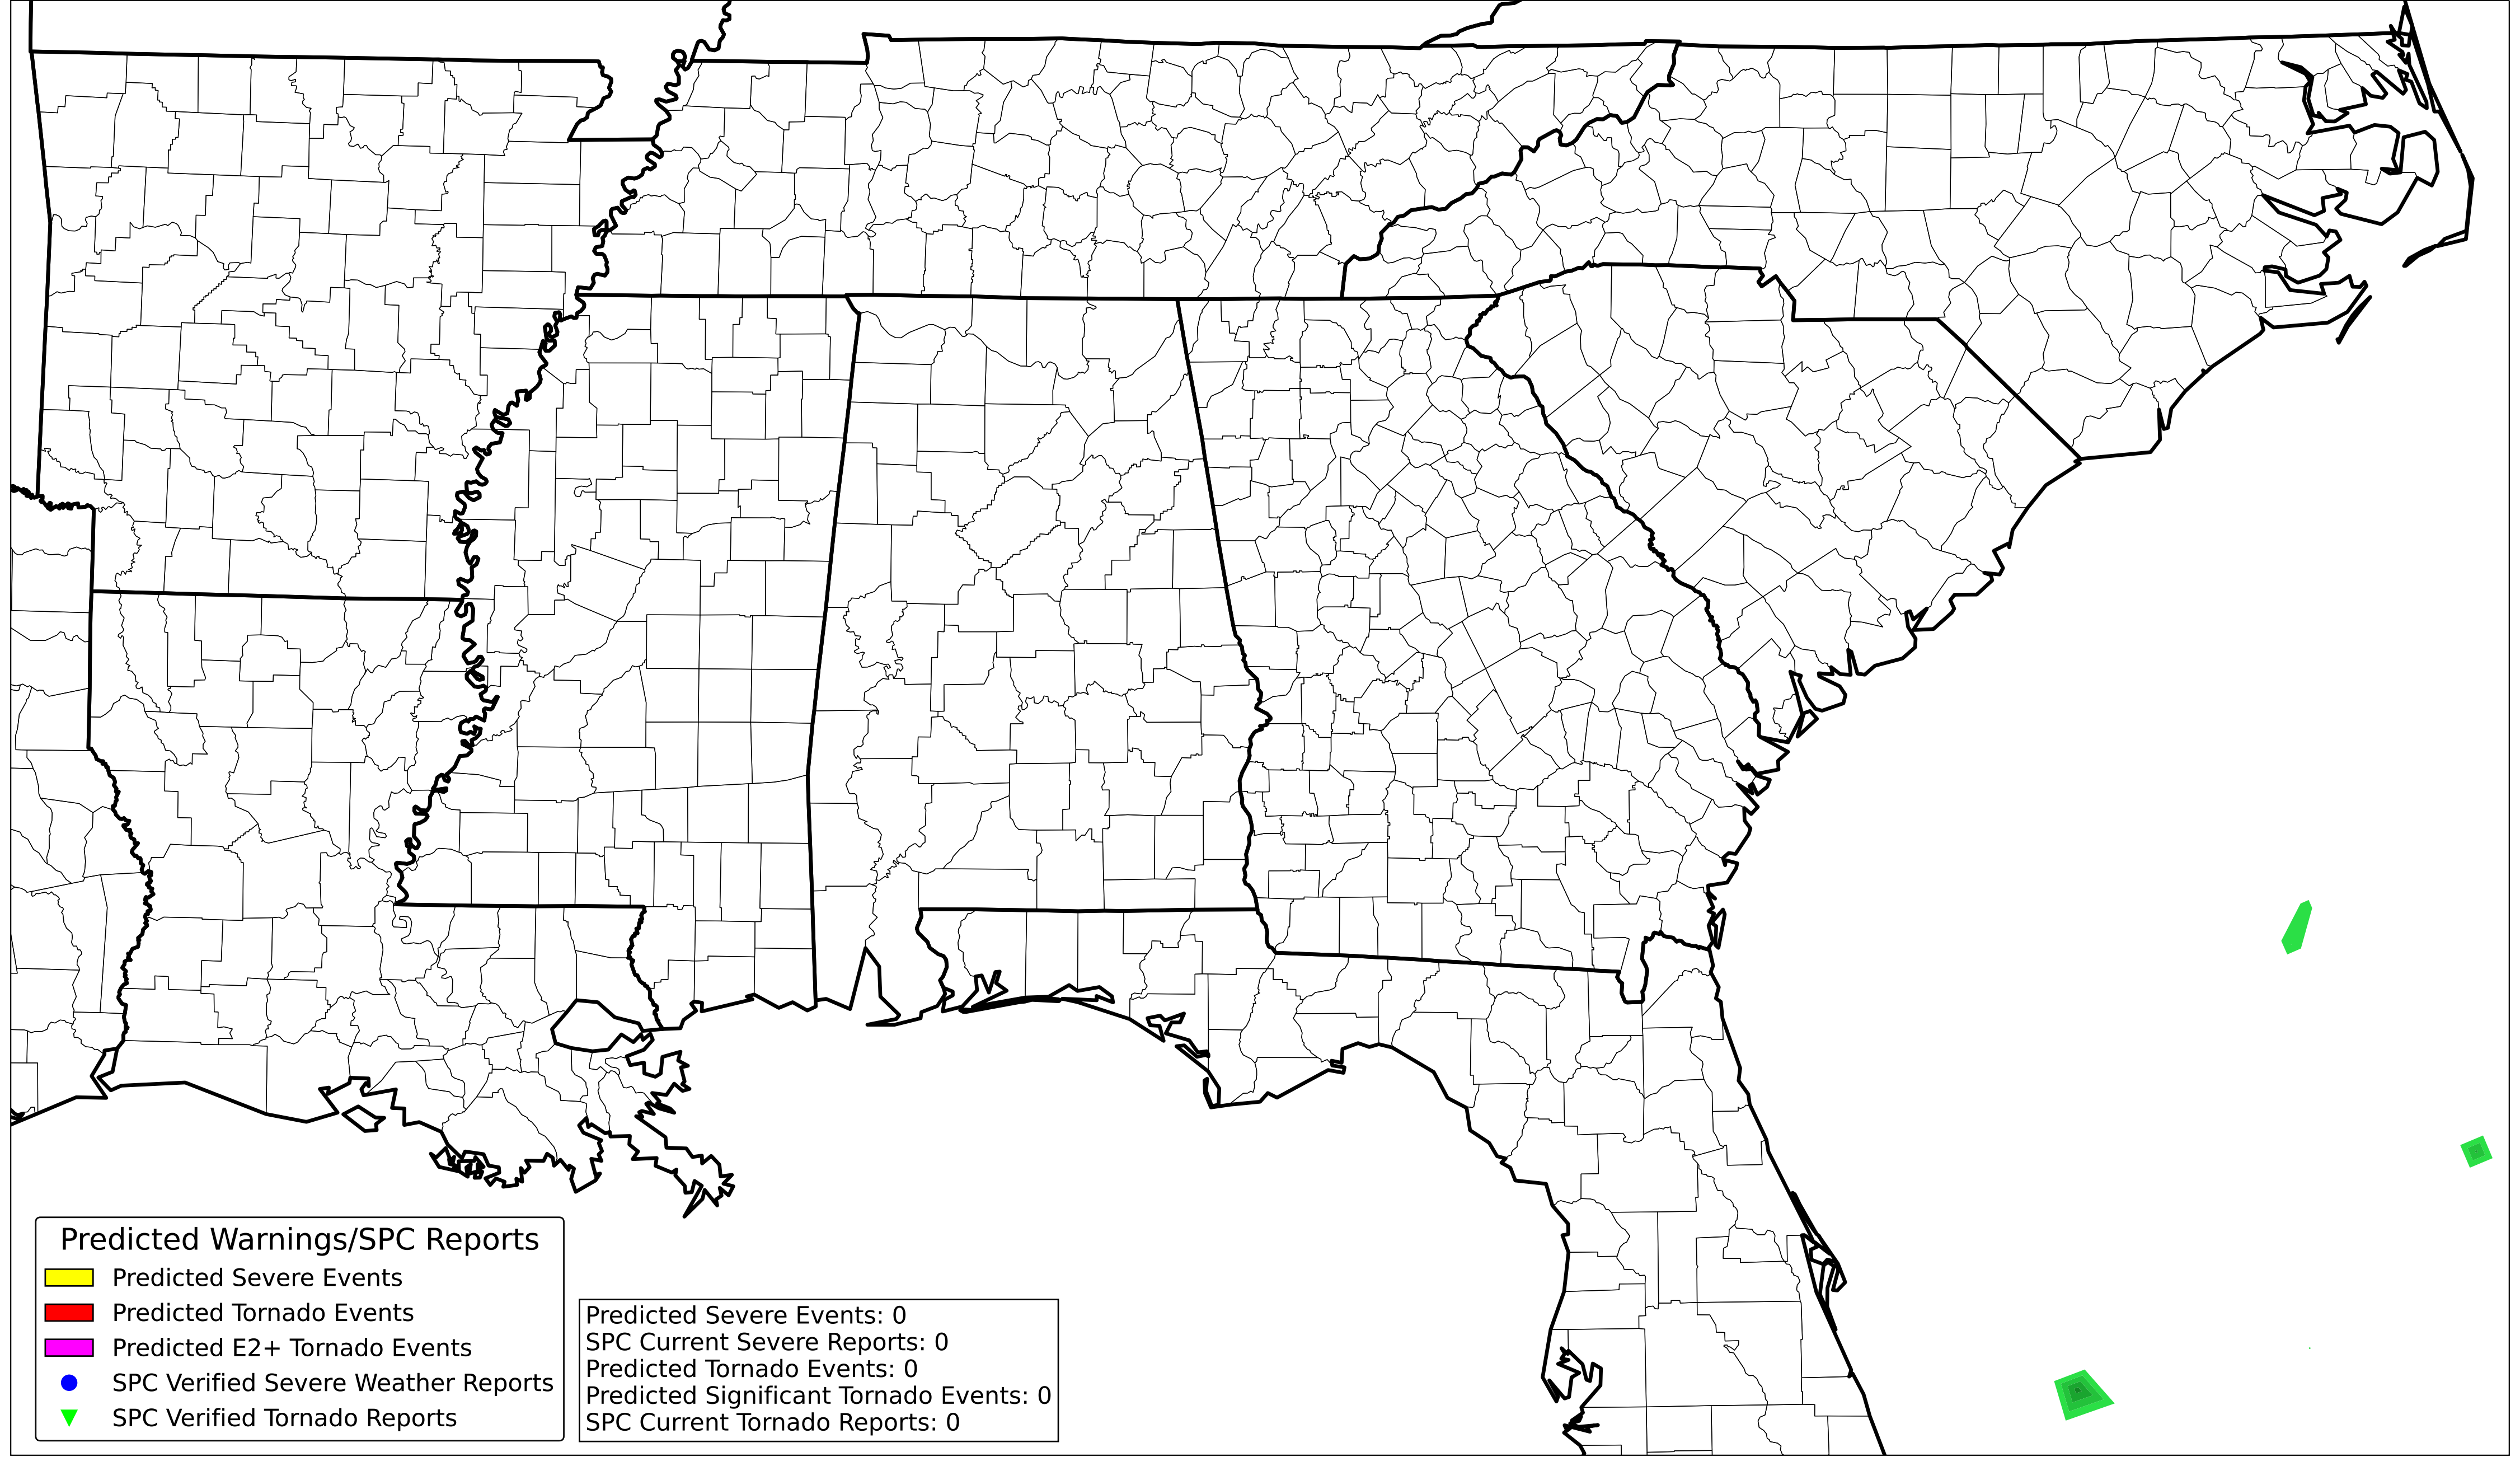 Predicted Warnings/SPC Reports
Predicted Severe Events
Predicted Tornado Events
Predicted E2+ Tornado Events
SPC Verified Severe Weather Reports
SPC Verified Tornado Reports
Predicted Severe Events: 0
SPC Current Severe Reports: 0
Predicted Tornado Events: 0
Predicted Significant Tornado Events: 0
SPC Current Tornado Reports: 0